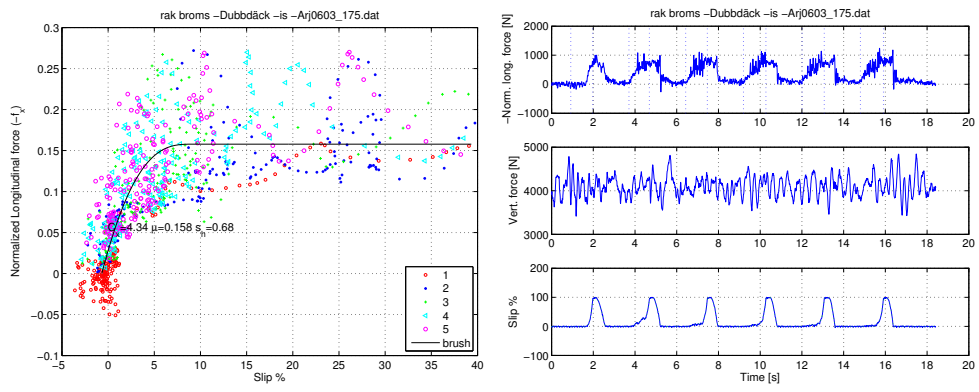 rak broms −Dubbdäck −is −Arj0603_175.dat
Normalized Longitudinal force (−f_x)
0.3
0.25
0.2
0.15
0.1
0.05
0
−0.05
−0.1
=4.34 μ=0.158 s_h=0.68
1
2
3
4
5
brush
−5 0 5 10 15 20 25 30 35 40
Slip %
rak broms −Dubbdäck −is −Arj0603_175.dat
−Norm. long. force [N]
2000
1000
0
−1000
0 2 4 6 8 10 12 14 16 18 20
Vert. force [N]
5000
4000
3000
0 2 4 6 8 10 12 14 16 18 20
Slip %
200
100
0
−100
0 2 4 6 8 10 12 14 16 18 20
Time [s]